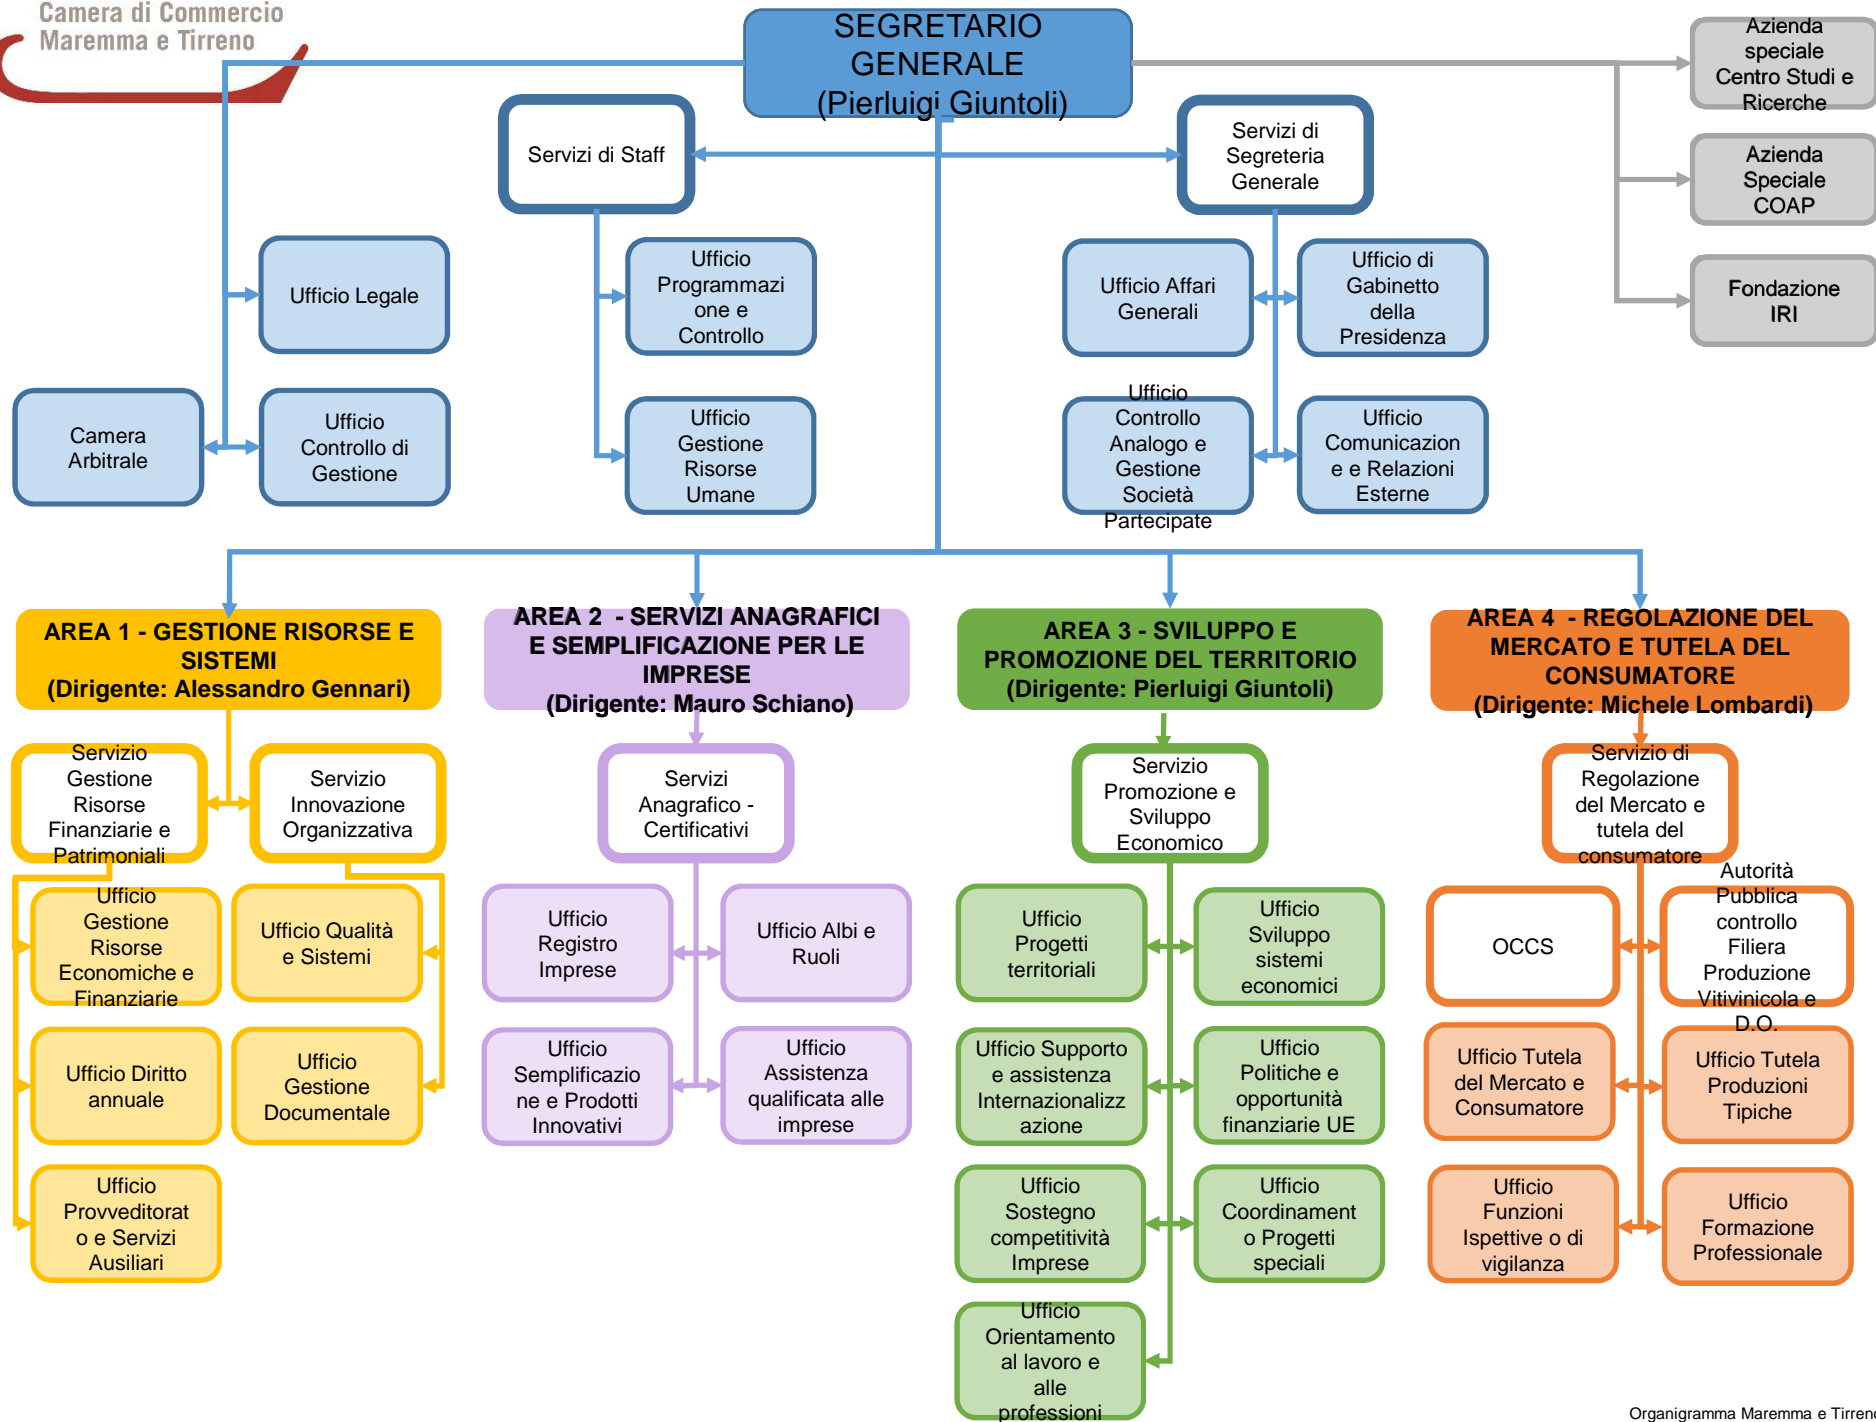 Camera di Commercio
Maremma e Tirreno
SEGRETARIO
GENERALE
(Pierluigi Giuntoli)
Azienda
speciale
Centro Studi e
Ricerche
Azienda
Speciale
COAP
Fondazione
IRI
Servizi di Staff
Servizi di
Segreteria
Generale
Ufficio Legale
Ufficio
Programmazi
one e
Controllo
Ufficio Affari
Generali
Ufficio di
Gabinetto
della
Presidenza
Camera
Arbitrale
Ufficio
Controllo di
Gestione
Ufficio
Gestione
Risorse
Umane
Ufficio
Controllo
Analogo e
Gestione
Società
Partecipate
Ufficio
Comunicazion
e e Relazioni
Esterne
AREA 1 - GESTIONE RISORSE E
SISTEMI
(Dirigente: Alessandro Gennari)
AREA 2 - SERVIZI ANAGRAFICI
E SEMPLIFICAZIONE PER LE
IMPRESE
(Dirigente: Mauro Schiano)
AREA 3 - SVILUPPO E
PROMOZIONE DEL TERRITORIO
(Dirigente: Pierluigi Giuntoli)
AREA 4 - REGOLAZIONE DEL
MERCATO E TUTELA DEL
CONSUMATORE
(Dirigente: Michele Lombardi)
Servizio
Gestione
Risorse
Finanziarie e
Patrimoniali
Servizio
Innovazione
Organizzativa
Servizi
Anagrafico -
Certificativi
Servizio
Promozione e
Sviluppo
Economico
Servizio di
Regolazione
del Mercato e
tutela del
consumatore
Ufficio
Gestione
Risorse
Economiche e
Finanziarie
Ufficio Qualità
e Sistemi
Ufficio
Registro
Imprese
Ufficio Albi e
Ruoli
Ufficio
Progetti
territoriali
Ufficio
Sviluppo
sistemi
economici
OCCS
Autorità
Pubblica
controllo
Filiera
Produzione
Vitivinicola e
D.O.
Ufficio Diritto
annuale
Ufficio
Gestione
Documentale
Ufficio
Semplificazio
ne e Prodotti
Innovativi
Ufficio
Assistenza
qualificata alle
imprese
Ufficio Supporto
e assistenza
Internazionalizz
azione
Ufficio
Politiche e
opportunità
finanziarie UE
Ufficio Tutela
del Mercato e
Consumatore
Ufficio Tutela
Produzioni
Tipiche
Ufficio
Provveditorat
o e Servizi
Ausiliari
Ufficio
Sostegno
competitività
Imprese
Ufficio
Coordinament
o Progetti
speciali
Ufficio
Funzioni
Ispettive o di
vigilanza
Ufficio
Formazione
Professionale
Ufficio
Orientamento
al lavoro e
alle
professioni
Organigramma Maremma e Tirreno